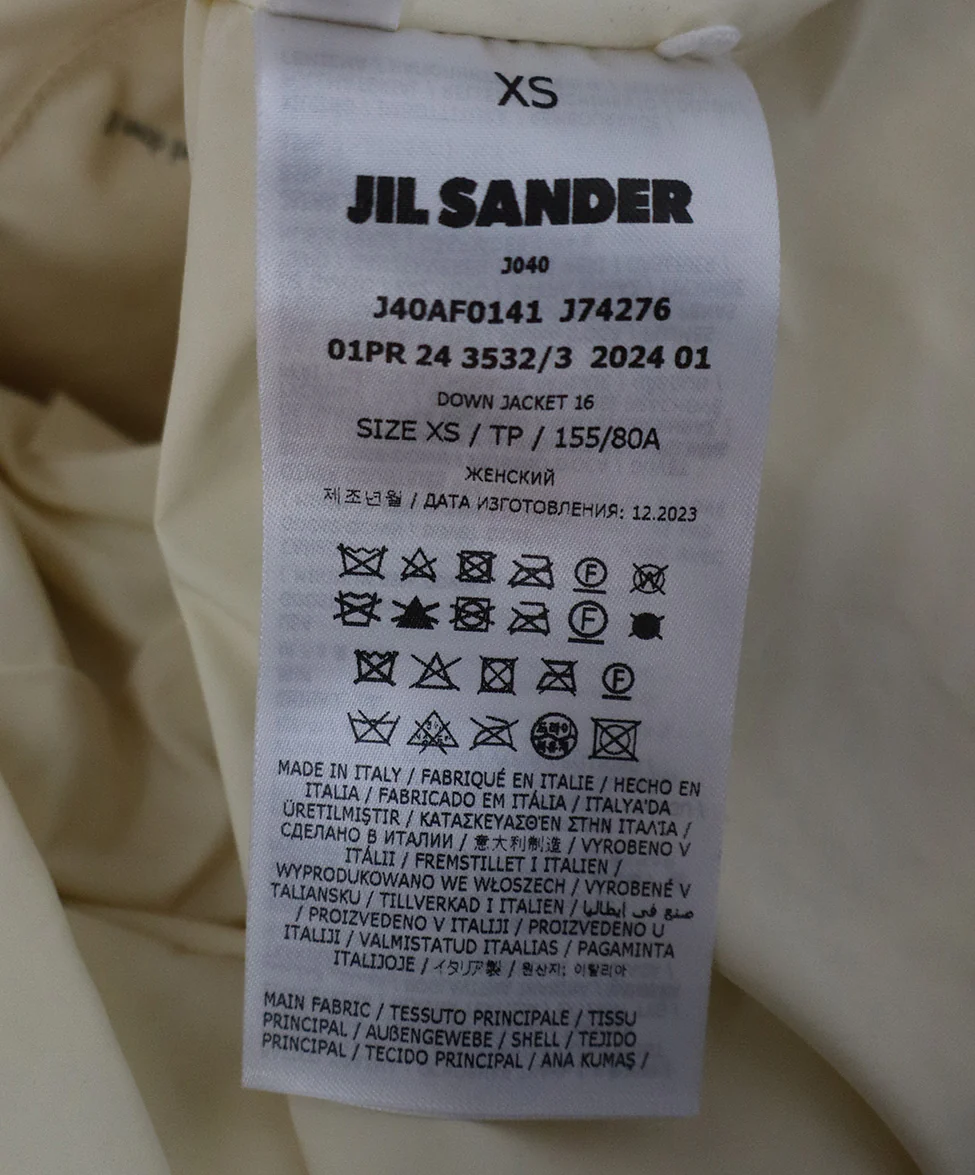 XS
JIL SANDER
J040
J40AF0141 J74276
01PR 24 3532/3 2024 01
DOWN JACKET 16
SIZE XS / TP / 155/80A
ЖЕНСКИЙ
제조년월 / ДАТА ИЗГОТОВЛЕНИЯ: 12.2023
F W
F
F
드라이
MADE IN ITALY / FABRIQUÉ EN ITALIE / HECHO EN
ITALIA / FABRICADO EM ITÁLIA / ITALYA'DA
ÜRETILMIŞTIR / ΚΑΤΑΣΚΕΥΑΣΘΈΝ ΣΤΗΝ ΙΤΑΛΊΑ /
СДЕЛАНО В ИТАЛИИ / 意大利制造 / VYROBENO V
ITÁLII / FREMSTILLET I ITALIEN /
WYPRODUKOWANO WE WŁOSZECH / VYROBENÉ V
TALIANSKU / TILLVERKAD I ITALIEN / صنع في ايطاليا
/ PROIZVEDENO V ITALIJI / PROIZVEDENO U
ITALIJI / VALMISTATUD ITAALIAS / PAGAMINTA
ITALIJOJE / イタリア製 / 원산지: 이탈리아
MAIN FABRIC / TESSUTO PRINCIPALE / TISSU
PRINCIPAL / AUßENGEWEBE / SHELL / TEJIDO
PRINCIPAL / TECIDO PRINCIPAL / ANA KUMAŞ /